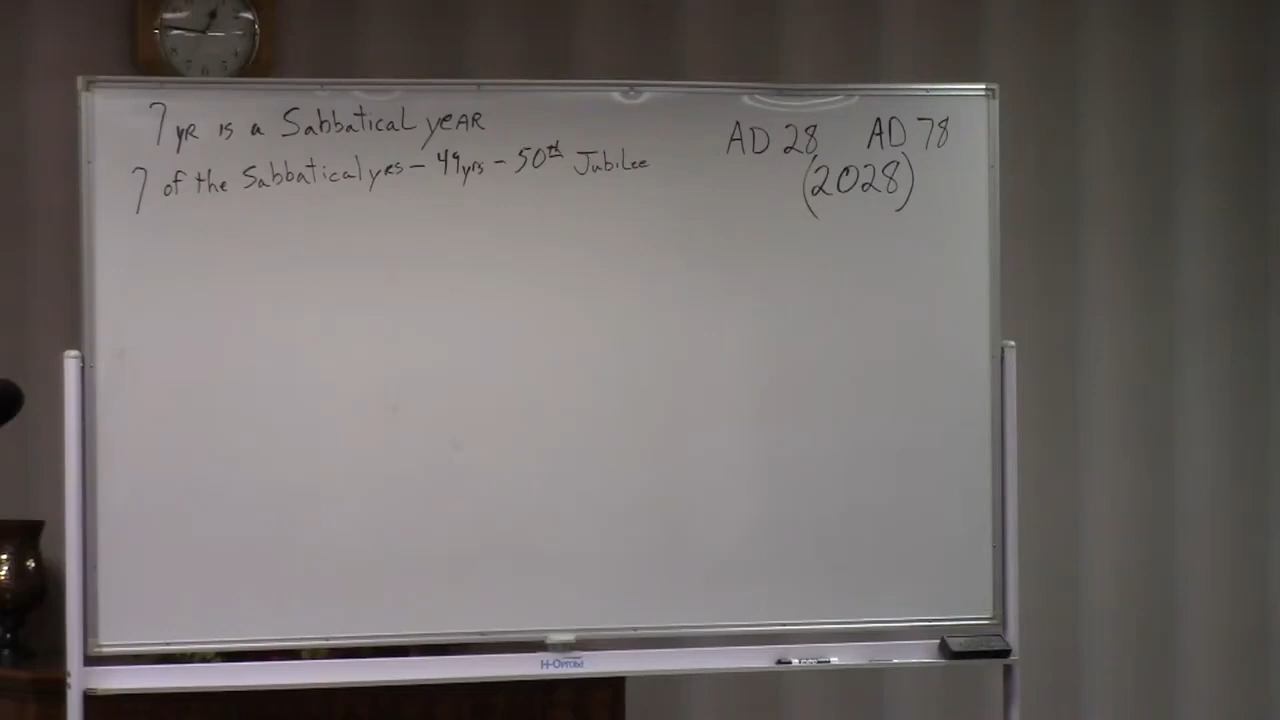 7 yR is a Sabbatical yeAR
7 of the Sabbatical yRs - 49yrs - 50th Jubilee
AD 28 AD 78
(2028)